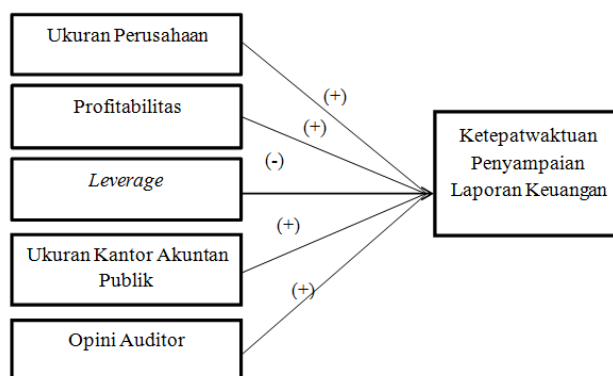 Ukuran Perusahaan
(+)
Profitabilitas
(+)
(-)
Leverage
Ketepatwaktuan
Penyampaian
Laporan Keuangan
(+)
Ukuran Kantor Akuntan
Publik
(+)
Opini Auditor